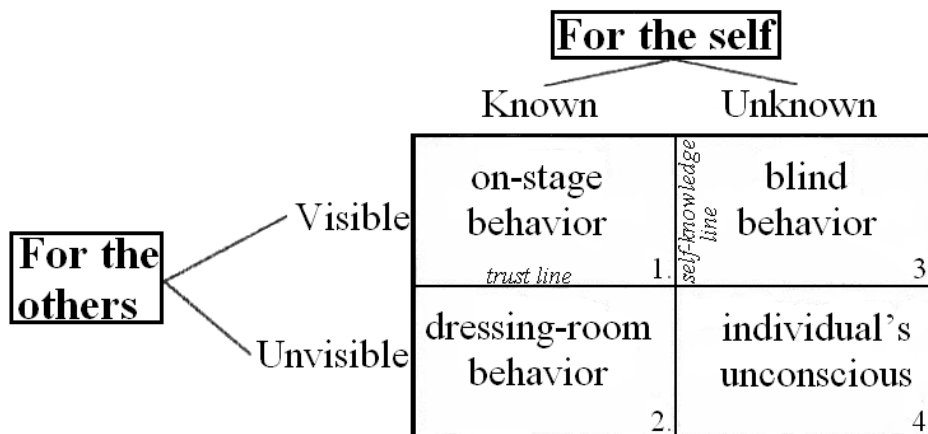 For the self
Known
Unknown
on-stage
behavior
trust line
1.
self-knowledge
line
blind
behavior
3
Visible
For the
others
Unvisible
dressing-room
behavior
2.
individual’s
unconscious
4